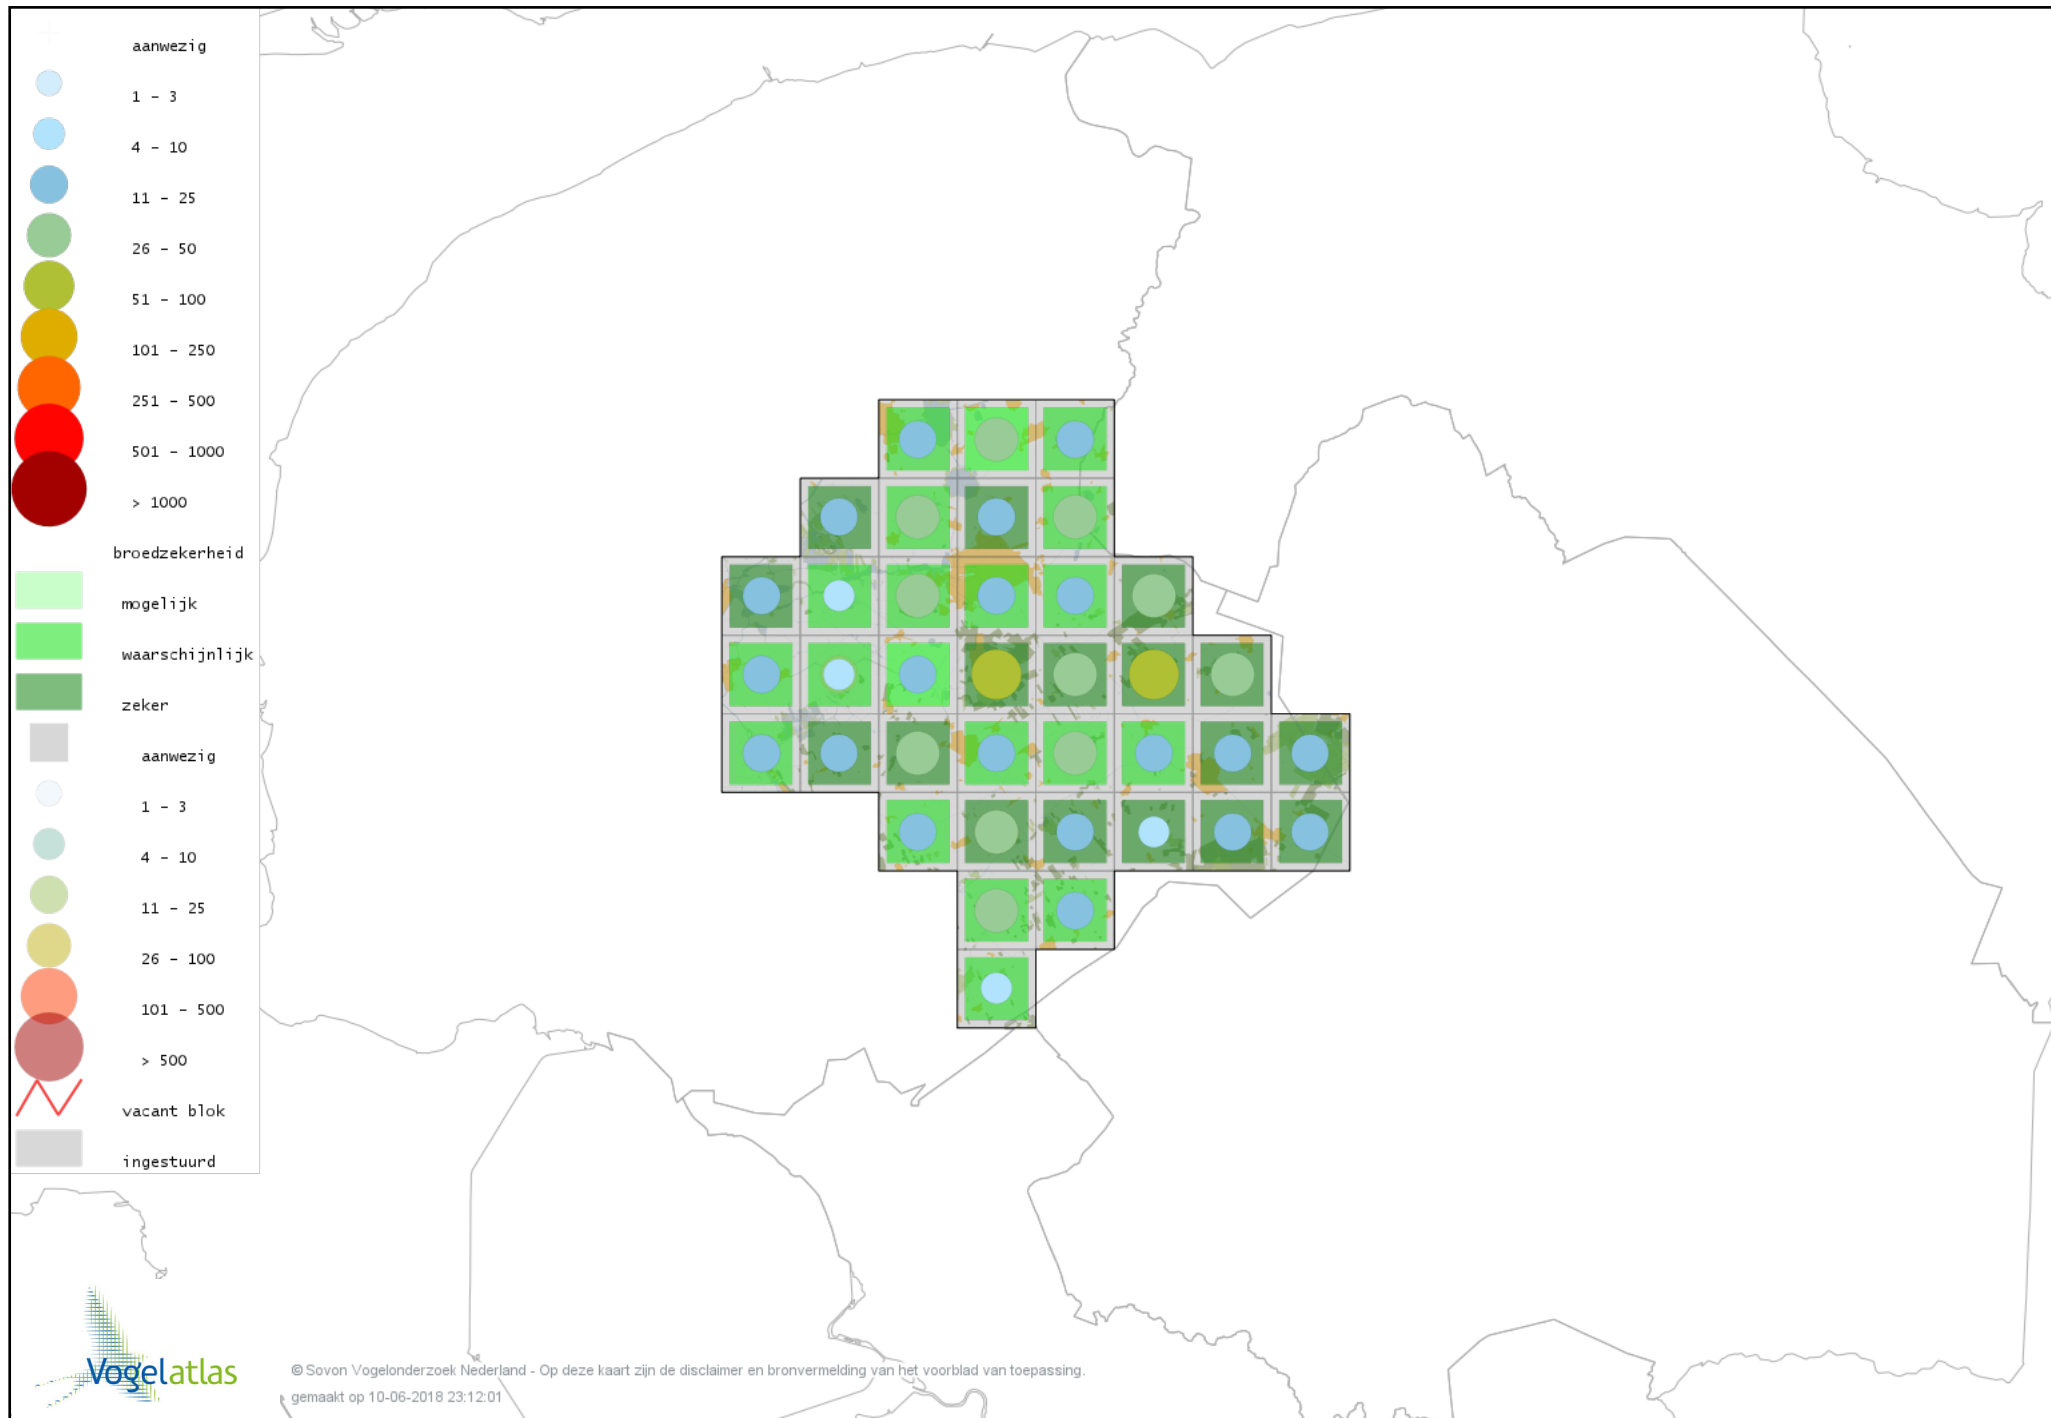 aanwezig
1 - 3
4 - 10
11 - 25
26 - 50
51 - 100
101 - 250
251 - 500
501 - 1000
> 1000
broedzekerheid
mogelijk
waarschijnlijk
zeker
aanwezig
1 - 3
4 - 10
11 - 25
26 - 100
101 - 500
> 500
vacant blok
ingestuurd
Vogelatlas
© Sovon Vogelonderzoek Nederland - Op deze kaart zijn de disclaimer en bronvermelding van het voorblad van toepassing.
gemaakt op 10-06-2018 23:12:01